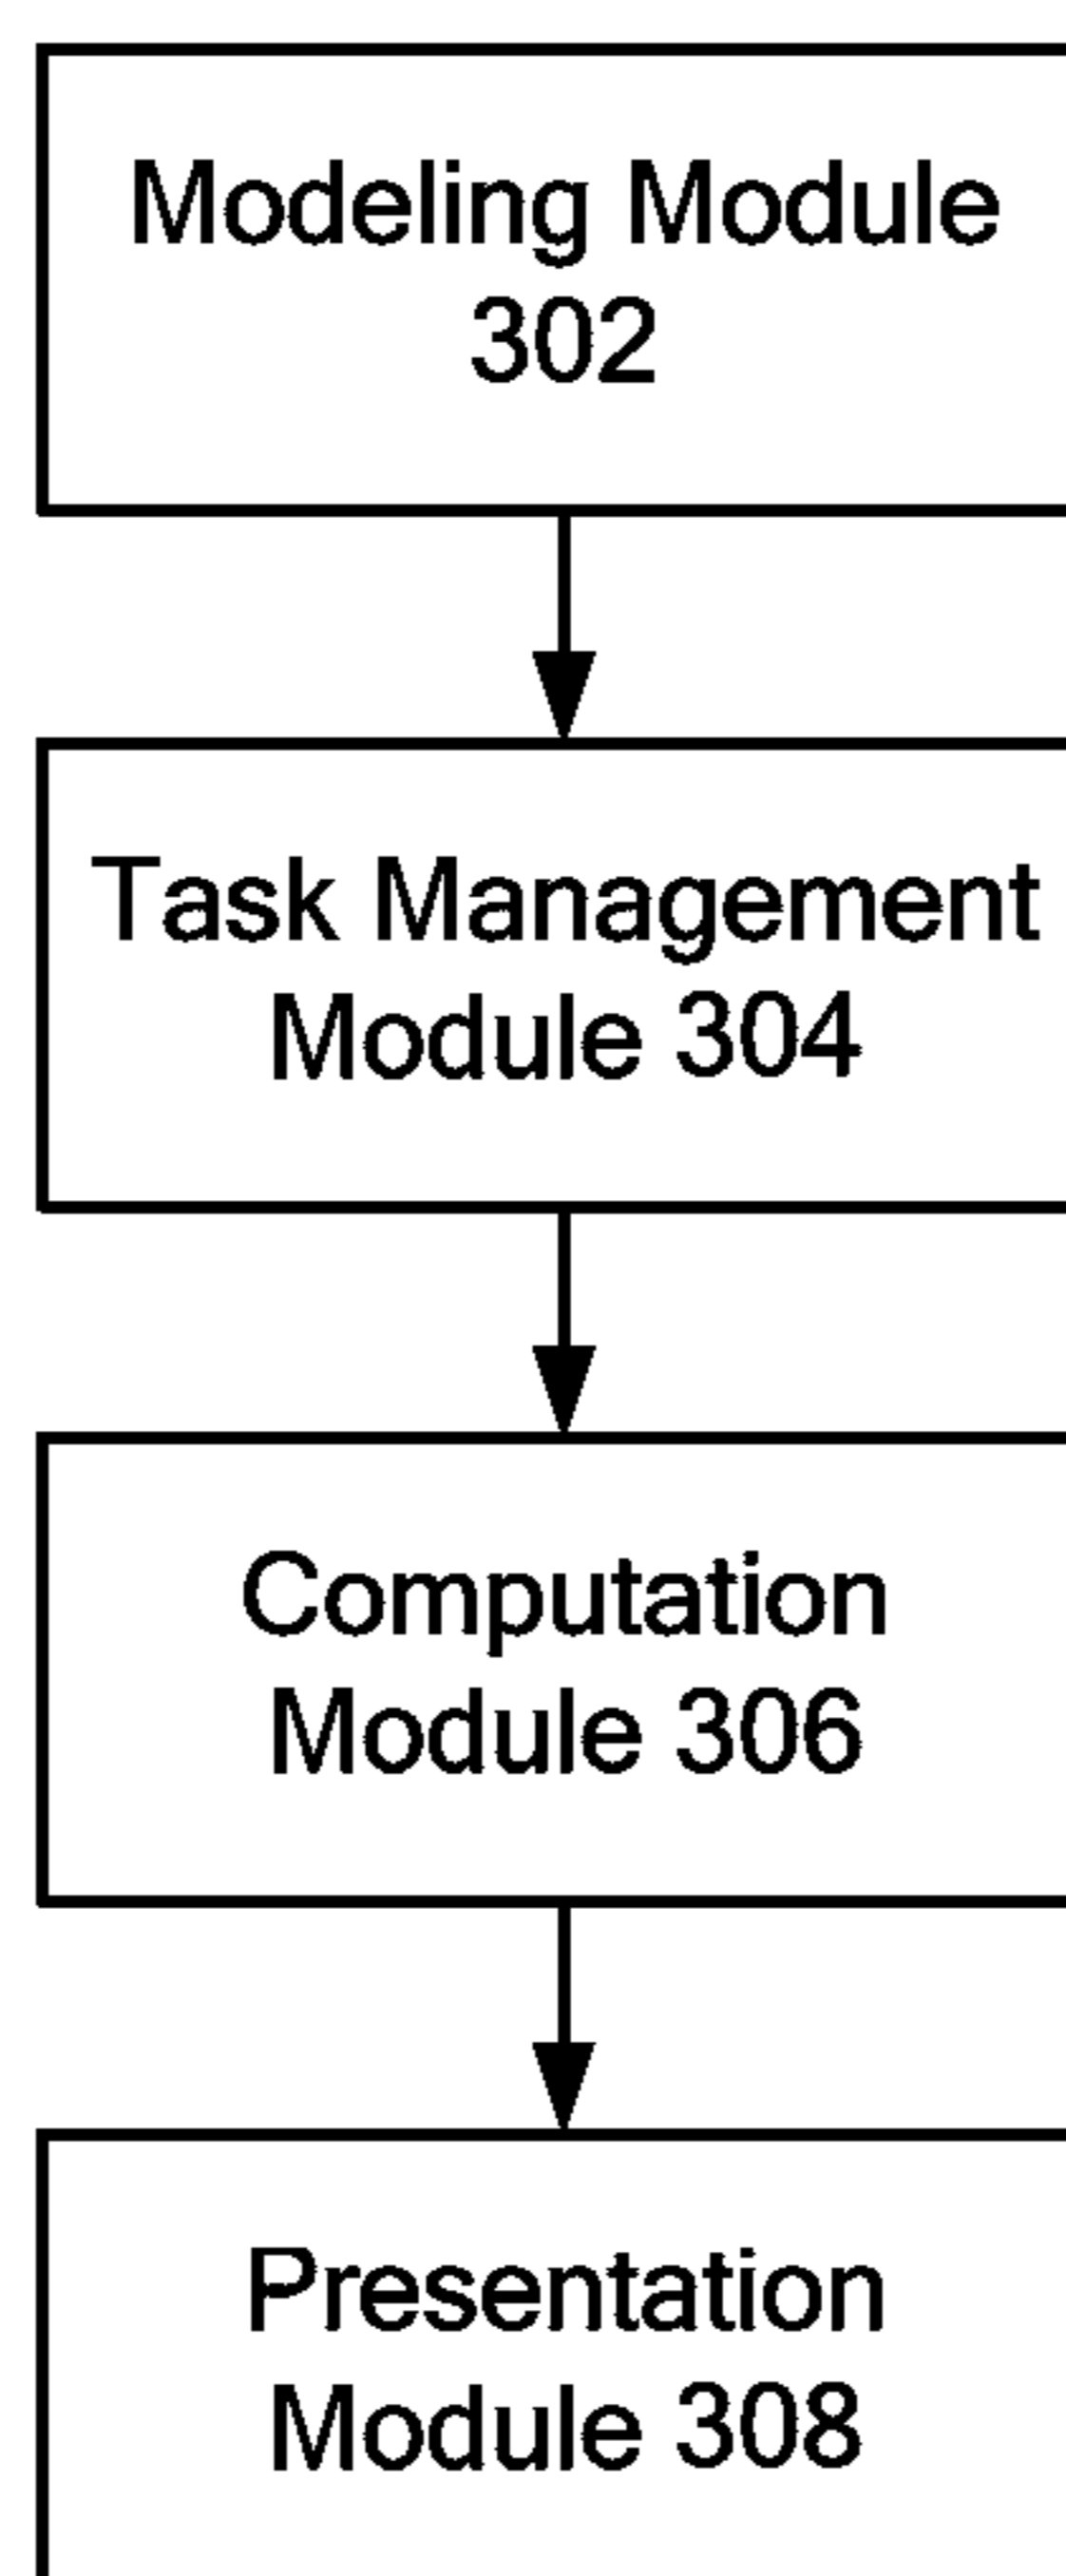 Modeling Module
302
Task Management
Module 304
Computation
Module 306
Presentation
Module 308